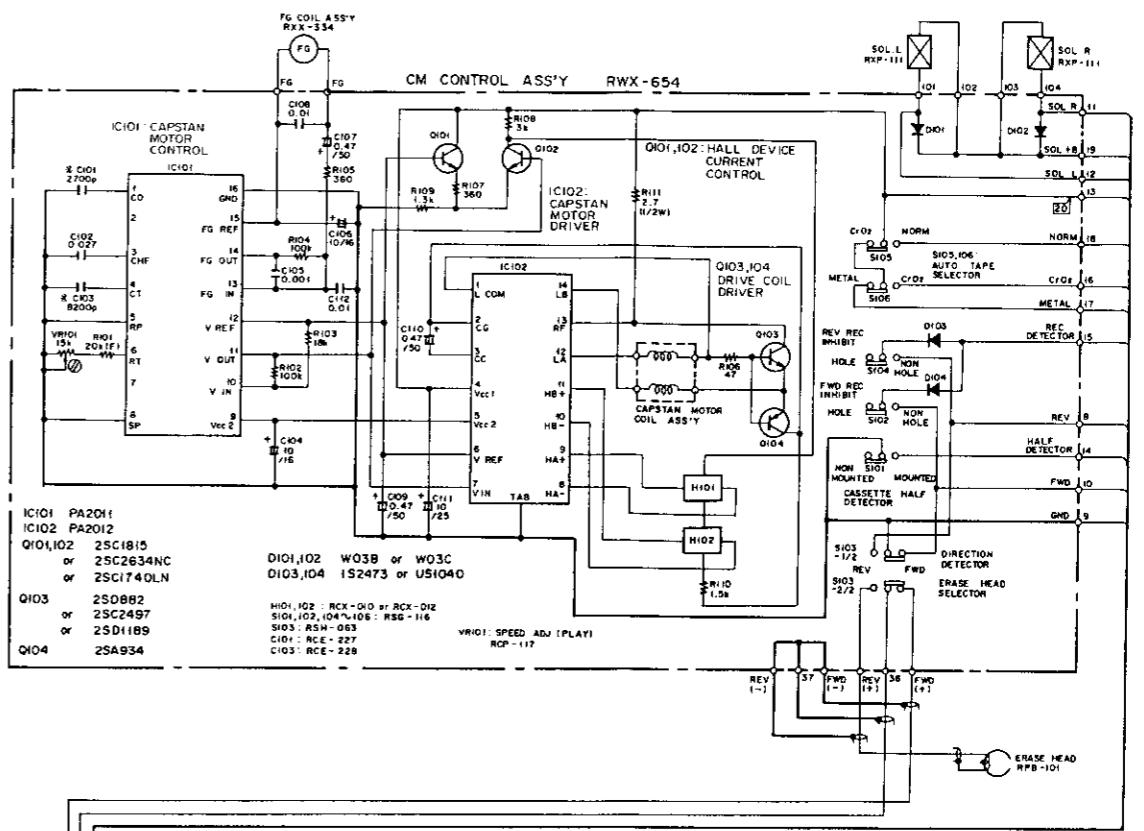 FG COIL ASS'Y
RXX-334
FG
FG
FG
CM CONTROL ASS'Y RWX-654
SOL. L
RXP-111
SOL R
RXP-111
101
102
103
104
11
SOL R
D101
D102
SOL +B
19
SOL L
12
13
20
IC101: CAPSTAN
MOTOR
CONTROL
IC101
C108
0.01
C107
0.47
/50
R105
360
Q101
R108
3k
Q102
Q101,102: HALL DEVICE
CURRENT
CONTROL
R107
360
R109
1.3k
IC102:
CAPSTAN
MOTOR
DRIVER
R111
2.7
(1/2W)
※ C101
2700p
1
CD
2
C102
0.027
3
CHF
※ C103
8200p
4
CT
5
RP
VR101
15k
R101
20k(F)
6
RT
7
8
SP
16
GND
15
FG REF
14
FG OUT
13
FG IN
12
V REF
11
V OUT
10
V IN
9
Vcc2
C106
10/16
R104
100k
C105
0.001
C112
0.01
R103
18k
R102
100k
C104
10
/16
IC102
1
L COM
2
CG
3
CC
4
Vcc1
5
Vcc2
6
V REF
7
V IN
TAB
14
LB
13
RF
12
LA
11
HB+
10
HB-
9
HA+
8
HA-
C110
0.47
/50
C109
0.47
/50
C111
10
/25
Q103,104
DRIVE COIL
DRIVER
Q103
R106
47
Q104
CAPSTAN MOTOR
COIL ASS'Y
H101
H102
R110
1.5k
CrO2
NORM
S105
NORM
18
S105,106:
AUTO TAPE
SELECTOR
METAL
CrO2
S106
CrO2
16
METAL
17
REC
DETECTOR
15
D103
REV REC
INHIBIT
HOLE
NON
HOLE
S104
D104
FWD REC
INHIBIT
HOLE
NON
HOLE
S102
REV
8
S101
HALF
DETECTOR
14
NON
MOUNTED
MOUNTED
CASSETTE HALF
DETECTOR
FWD
10
GND
9
S103
-1/2
REV
FWD
DIRECTION
DETECTOR
S103
-2/2
ERASE HEAD
SELECTOR
IC101 PA2011
IC102 PA2012
Q101,102 2SC1815
or 2SC2634NC
or 2SC1740LN
Q103 2SD882
or 2SC2497
or 2SD1189
Q104 2SA934
D101,102 W03B or W03C
D103,104 1S2473 or US1040
H101,102 : RCX-010 or RCX-012
S101,102,104~106 : RSG-116
S103 : RSH-063
C101 : RCE-227
C103 : RCE-228
VR101: SPEED ADJ (PLAY)
RCP-117
REV
(-)
37
FWD
(-)
REV
(+)
36
FWD
(+)
ERASE HEAD
RPB-101